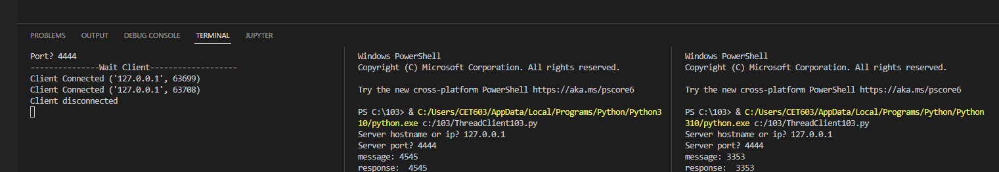 PROBLEMS OUTPUT DEBUG CONSOLE TERMINAL JUPYTER
Port? 4444
---------------Wait Client-------------------
Client Connected ('127.0.0.1', 63699)
Client Connected ('127.0.0.1', 63708)
Client disconnected
Windows PowerShell
Copyright (C) Microsoft Corporation. All rights reserved.
Try the new cross-platform PowerShell https://aka.ms/pscore6
PS C:\103> & C:/Users/CET603/AppData/Local/Programs/Python/Python3
10/python.exe c:/103/ThreadClient103.py
Server hostname or ip? 127.0.0.1
Server port? 4444
message: 4545
response:  4545
Windows PowerShell
Copyright (C) Microsoft Corporation. All rights reserved.
Try the new cross-platform PowerShell https://aka.ms/pscore6
PS C:\103> & C:/Users/CET603/AppData/Local/Programs/Python/Python
310/python.exe c:/103/ThreadClient103.py
Server hostname or ip? 127.0.0.1
Server port? 4444
message: 3353
response:  3353